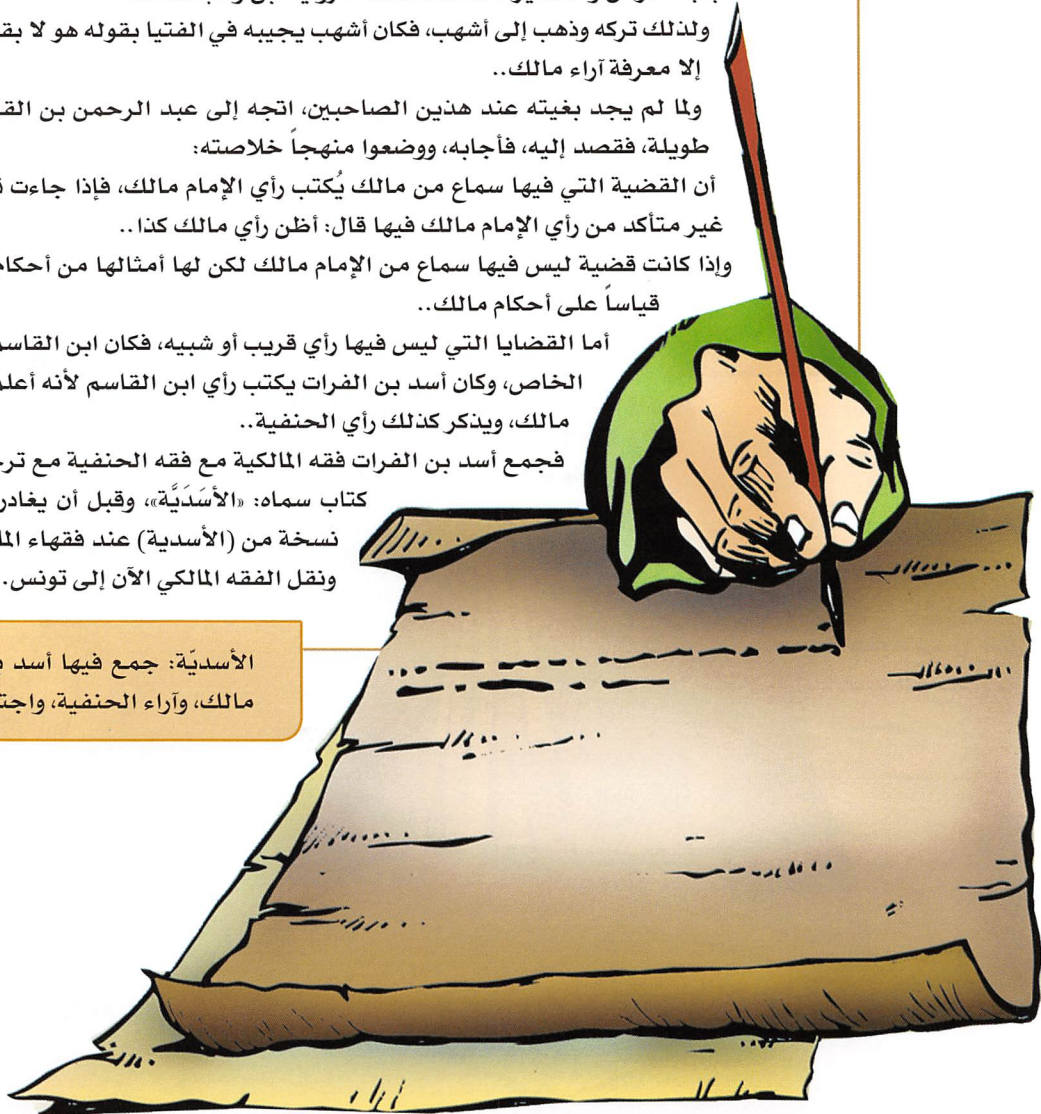 ولذلك تركه وذهب إلى أشهب، فكان أشهب يجيبه في الفتيا بقوله هو لا
إلا معرفة آراء مالك..
ولما لم يجد بغيته عند هذين الصاحبين، اتجه إلى عبد الرحمن بن
طويلة، فقصد إليه، فأجابه، ووضعوا منهجاً خلاصته:
أن القضية التي فيها سماع من مالك يُكتب رأي الإمام مالك، فإذا جاءت
غير متأكد من رأي الإمام مالك فيها قال: أظن رأي مالك كذا..
وإذا كانت قضية ليس فيها سماع من الإمام مالك لكن لها أمثالها من
قياساً على أحكام مالك..
أما القضايا التي ليس فيها رأي قريب أو شبيه، فكان ابن
الخاص، وكان أسد بن الفرات يكتب رأي ابن القاسم لأنه
مالك، ويذكر كذلك رأي الحنفية..
فجمع أسد بن الفرات فقه المالكية مع فقه الحنفية مع
كتاب سماه: «الأسَدَيَّة»، وقبل أن
نسخة من (الأسدية) عند فقهاء
ونقل الفقه المالكي الآن إلى تونس.
الأسديّة: جمع فيها أسد
مالك، وآراء الحنفية،